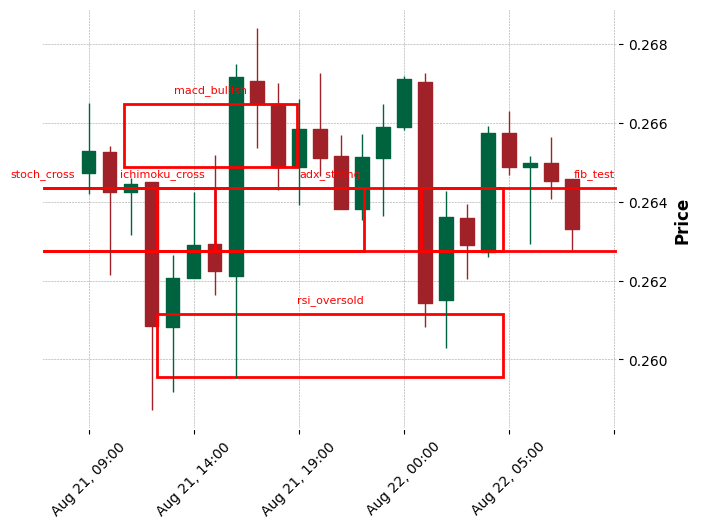 0.268
macd_bullish
0.266
stoch_cross
ichimoku_cross
adx_strong
fib_test
0.264
Price
0.262
rsi_oversold
0.260
Aug 21, 09:00
Aug 21, 14:00
Aug 21, 19:00
Aug 22, 00:00
Aug 22, 05:00